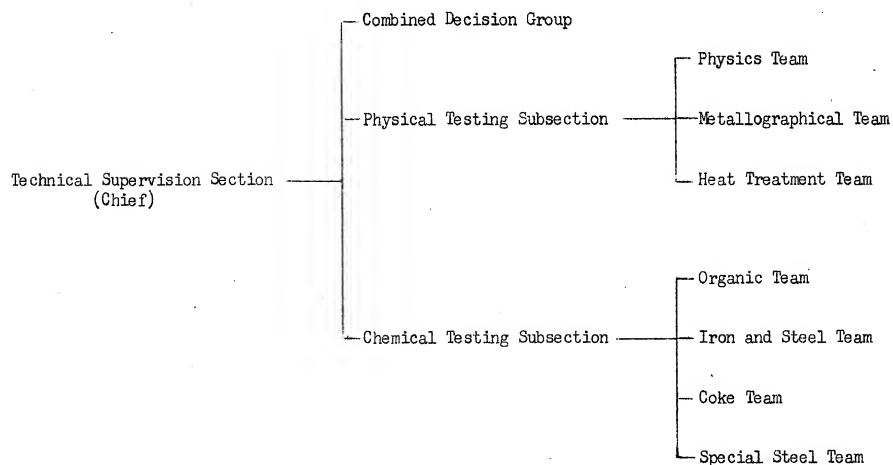 Combined Decision Group
Physics Team
Physical Testing Subsection
Metallographical Team
Technical Supervision Section
(Chief)
Heat Treatment Team
Organic Team
Chemical Testing Subsection
Iron and Steel Team
Coke Team
Special Steel Team